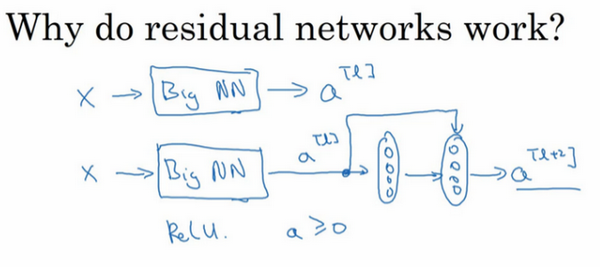 Why do residual networks work?
X → Big NN → a^[l]
X → Big NN a^[l] → a^[l+2]
ReLU. a ≥ 0